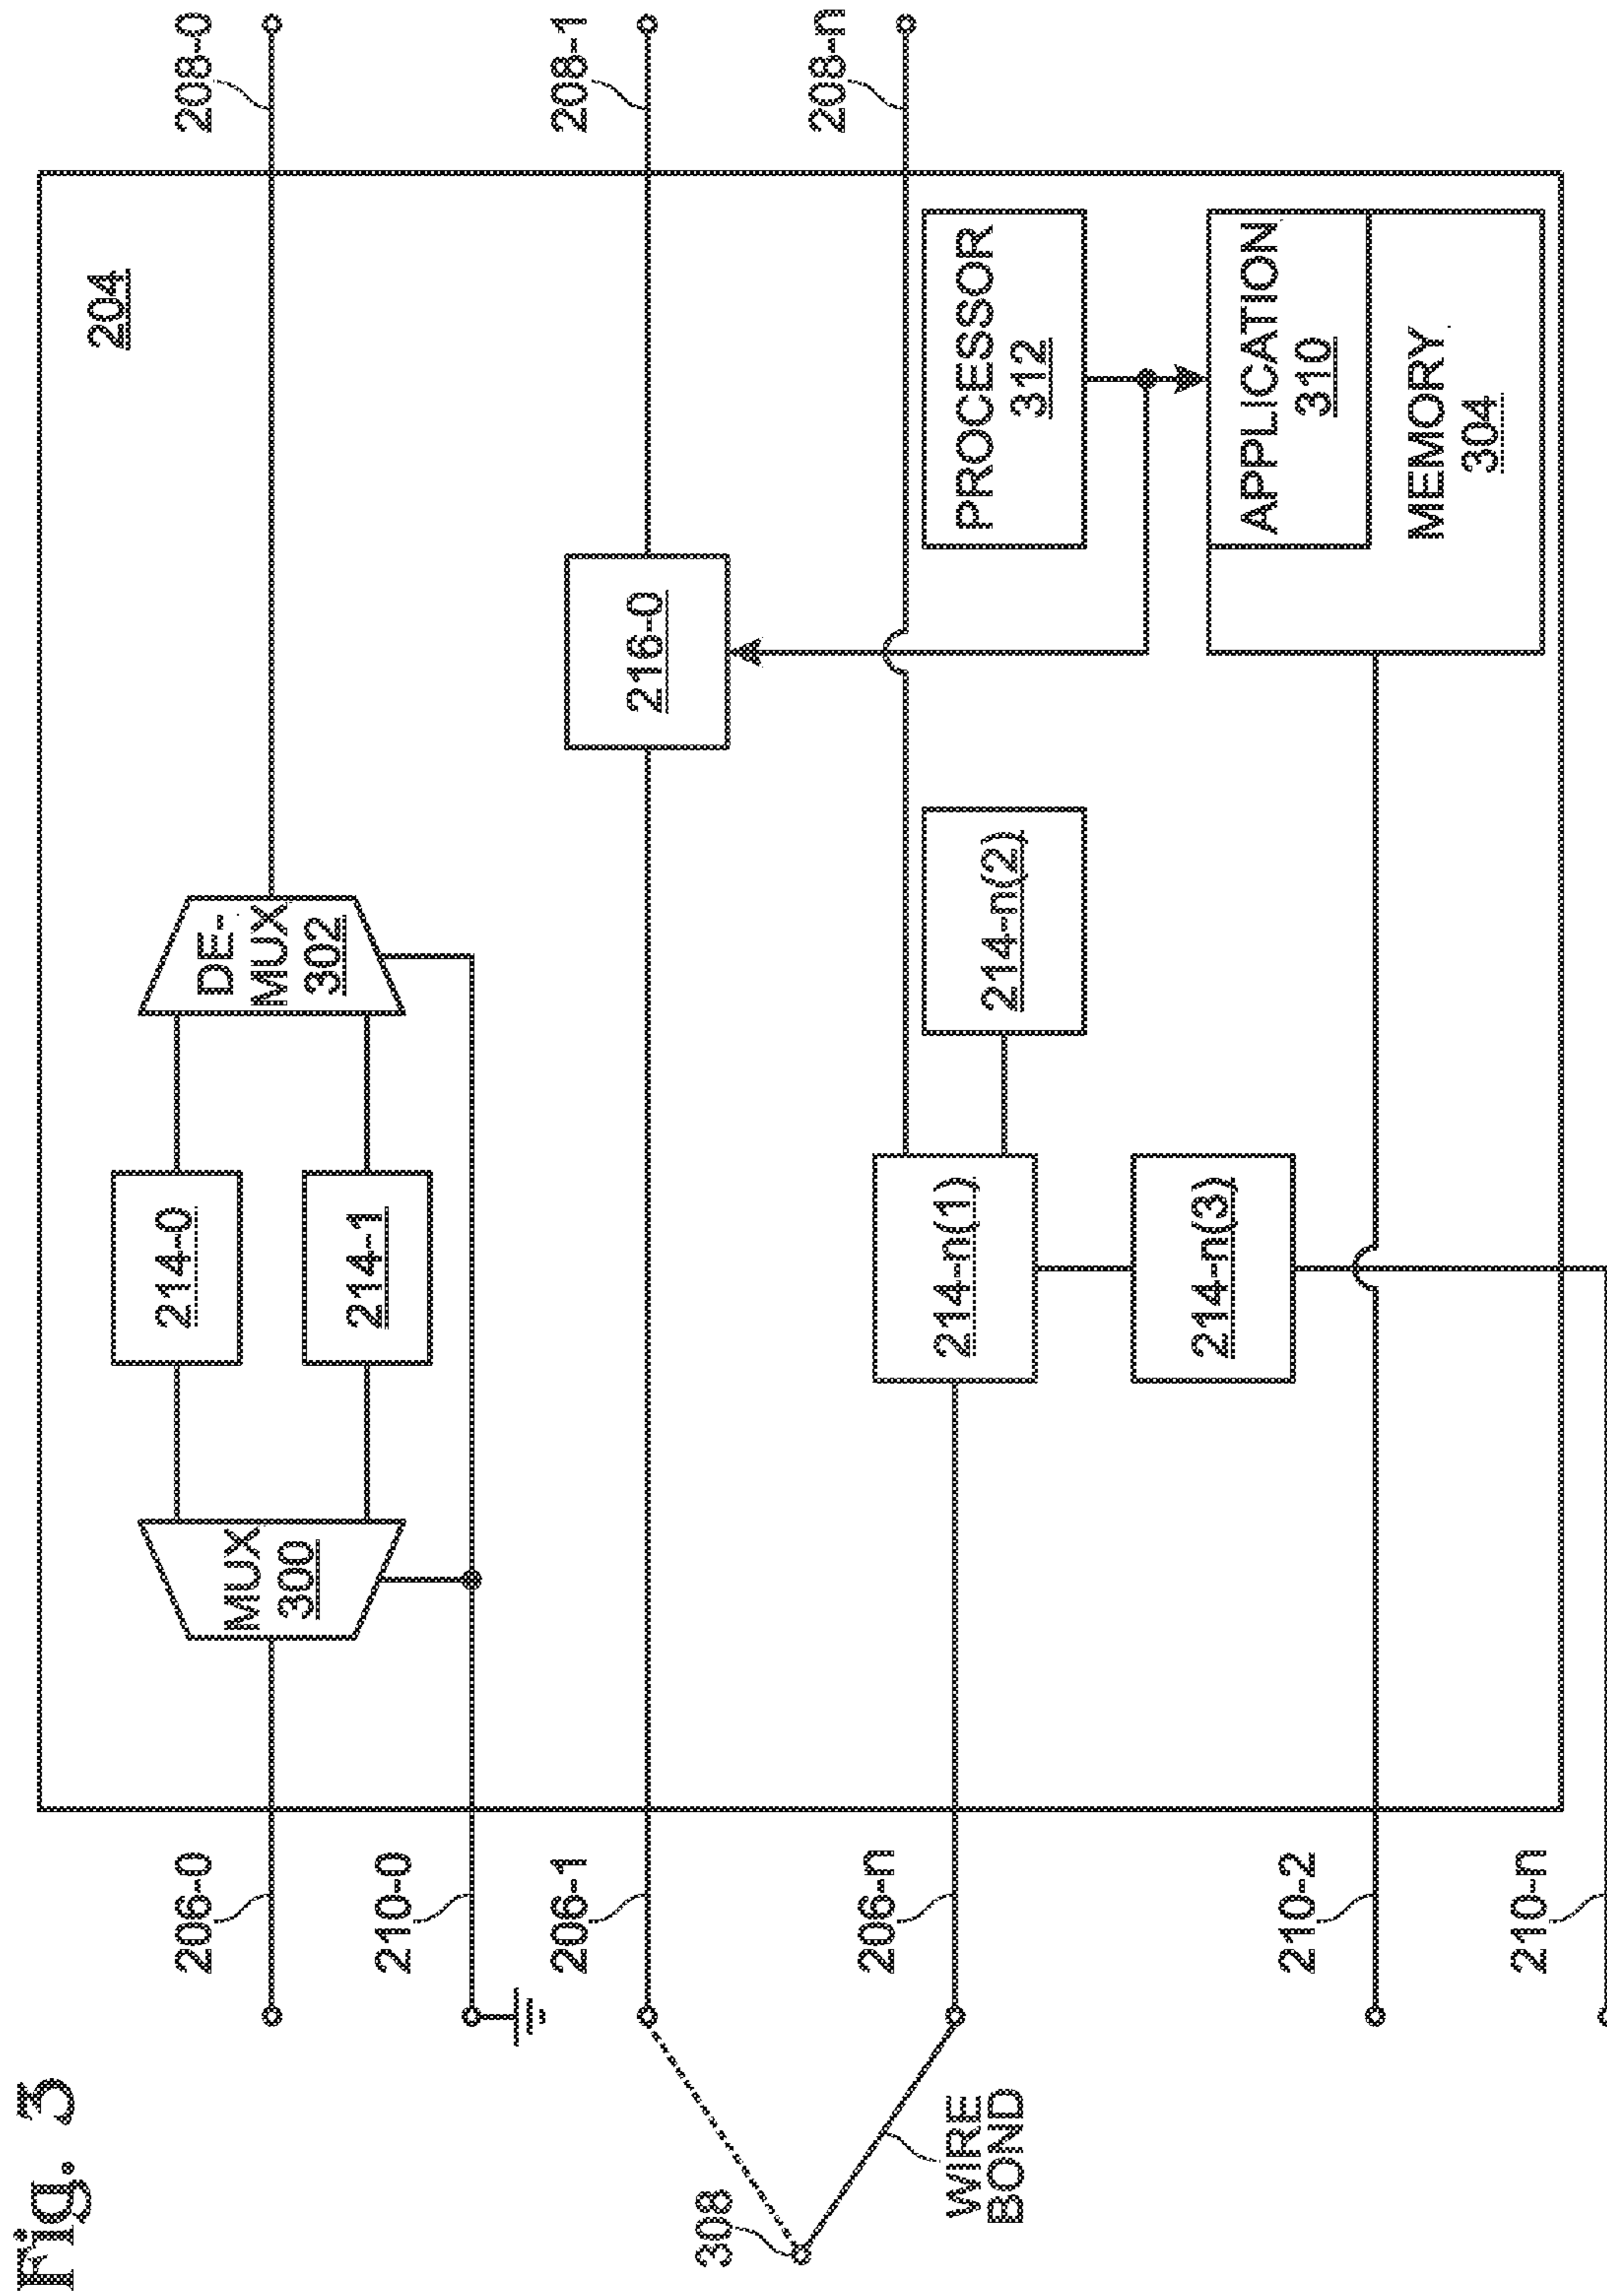 Fig. 3
204
206-0
MUX
300
214-0
214-1
DE-
MUX
302
208-0
210-0
206-1
216-0
208-1
308
WIRE
BOND
206-n
214-n(1)
214-n(2)
214-n(3)
208-n
PROCESSOR
312
APPLICATION
310
MEMORY
304
210-2
210-n